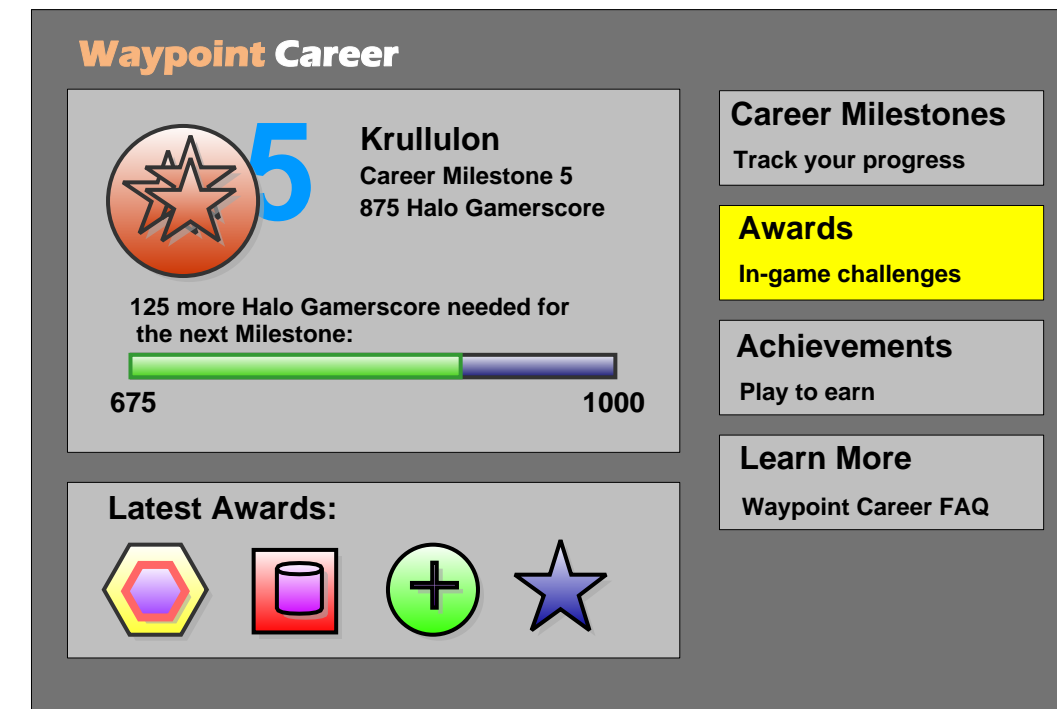 Waypoint Career
5
Krullulon
Career Milestone 5
875 Halo Gamerscore
125 more Halo Gamerscore needed for
the next Milestone:
675 1000
Latest Awards:
Career Milestones
Track your progress
Awards
In-game challenges
Achievements
Play to earn
Learn More
Waypoint Career FAQ